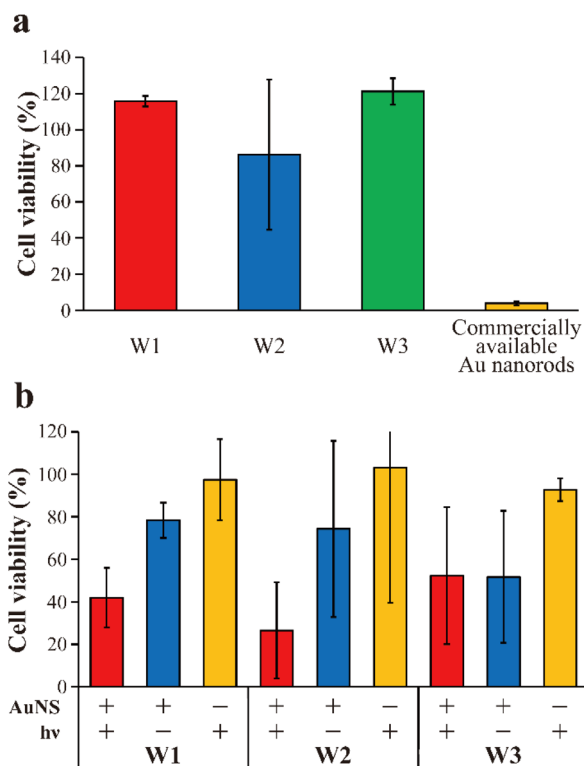 a
Cell viability (%)
140
120
100
80
60
40
20
0
W1 W2 W3 Commercially
available
Au nanorods
b
Cell viability (%)
120
100
80
60
40
20
0
AuNS + + − + + − + + −
hν + − + + − + + − +
W1 W2 W3